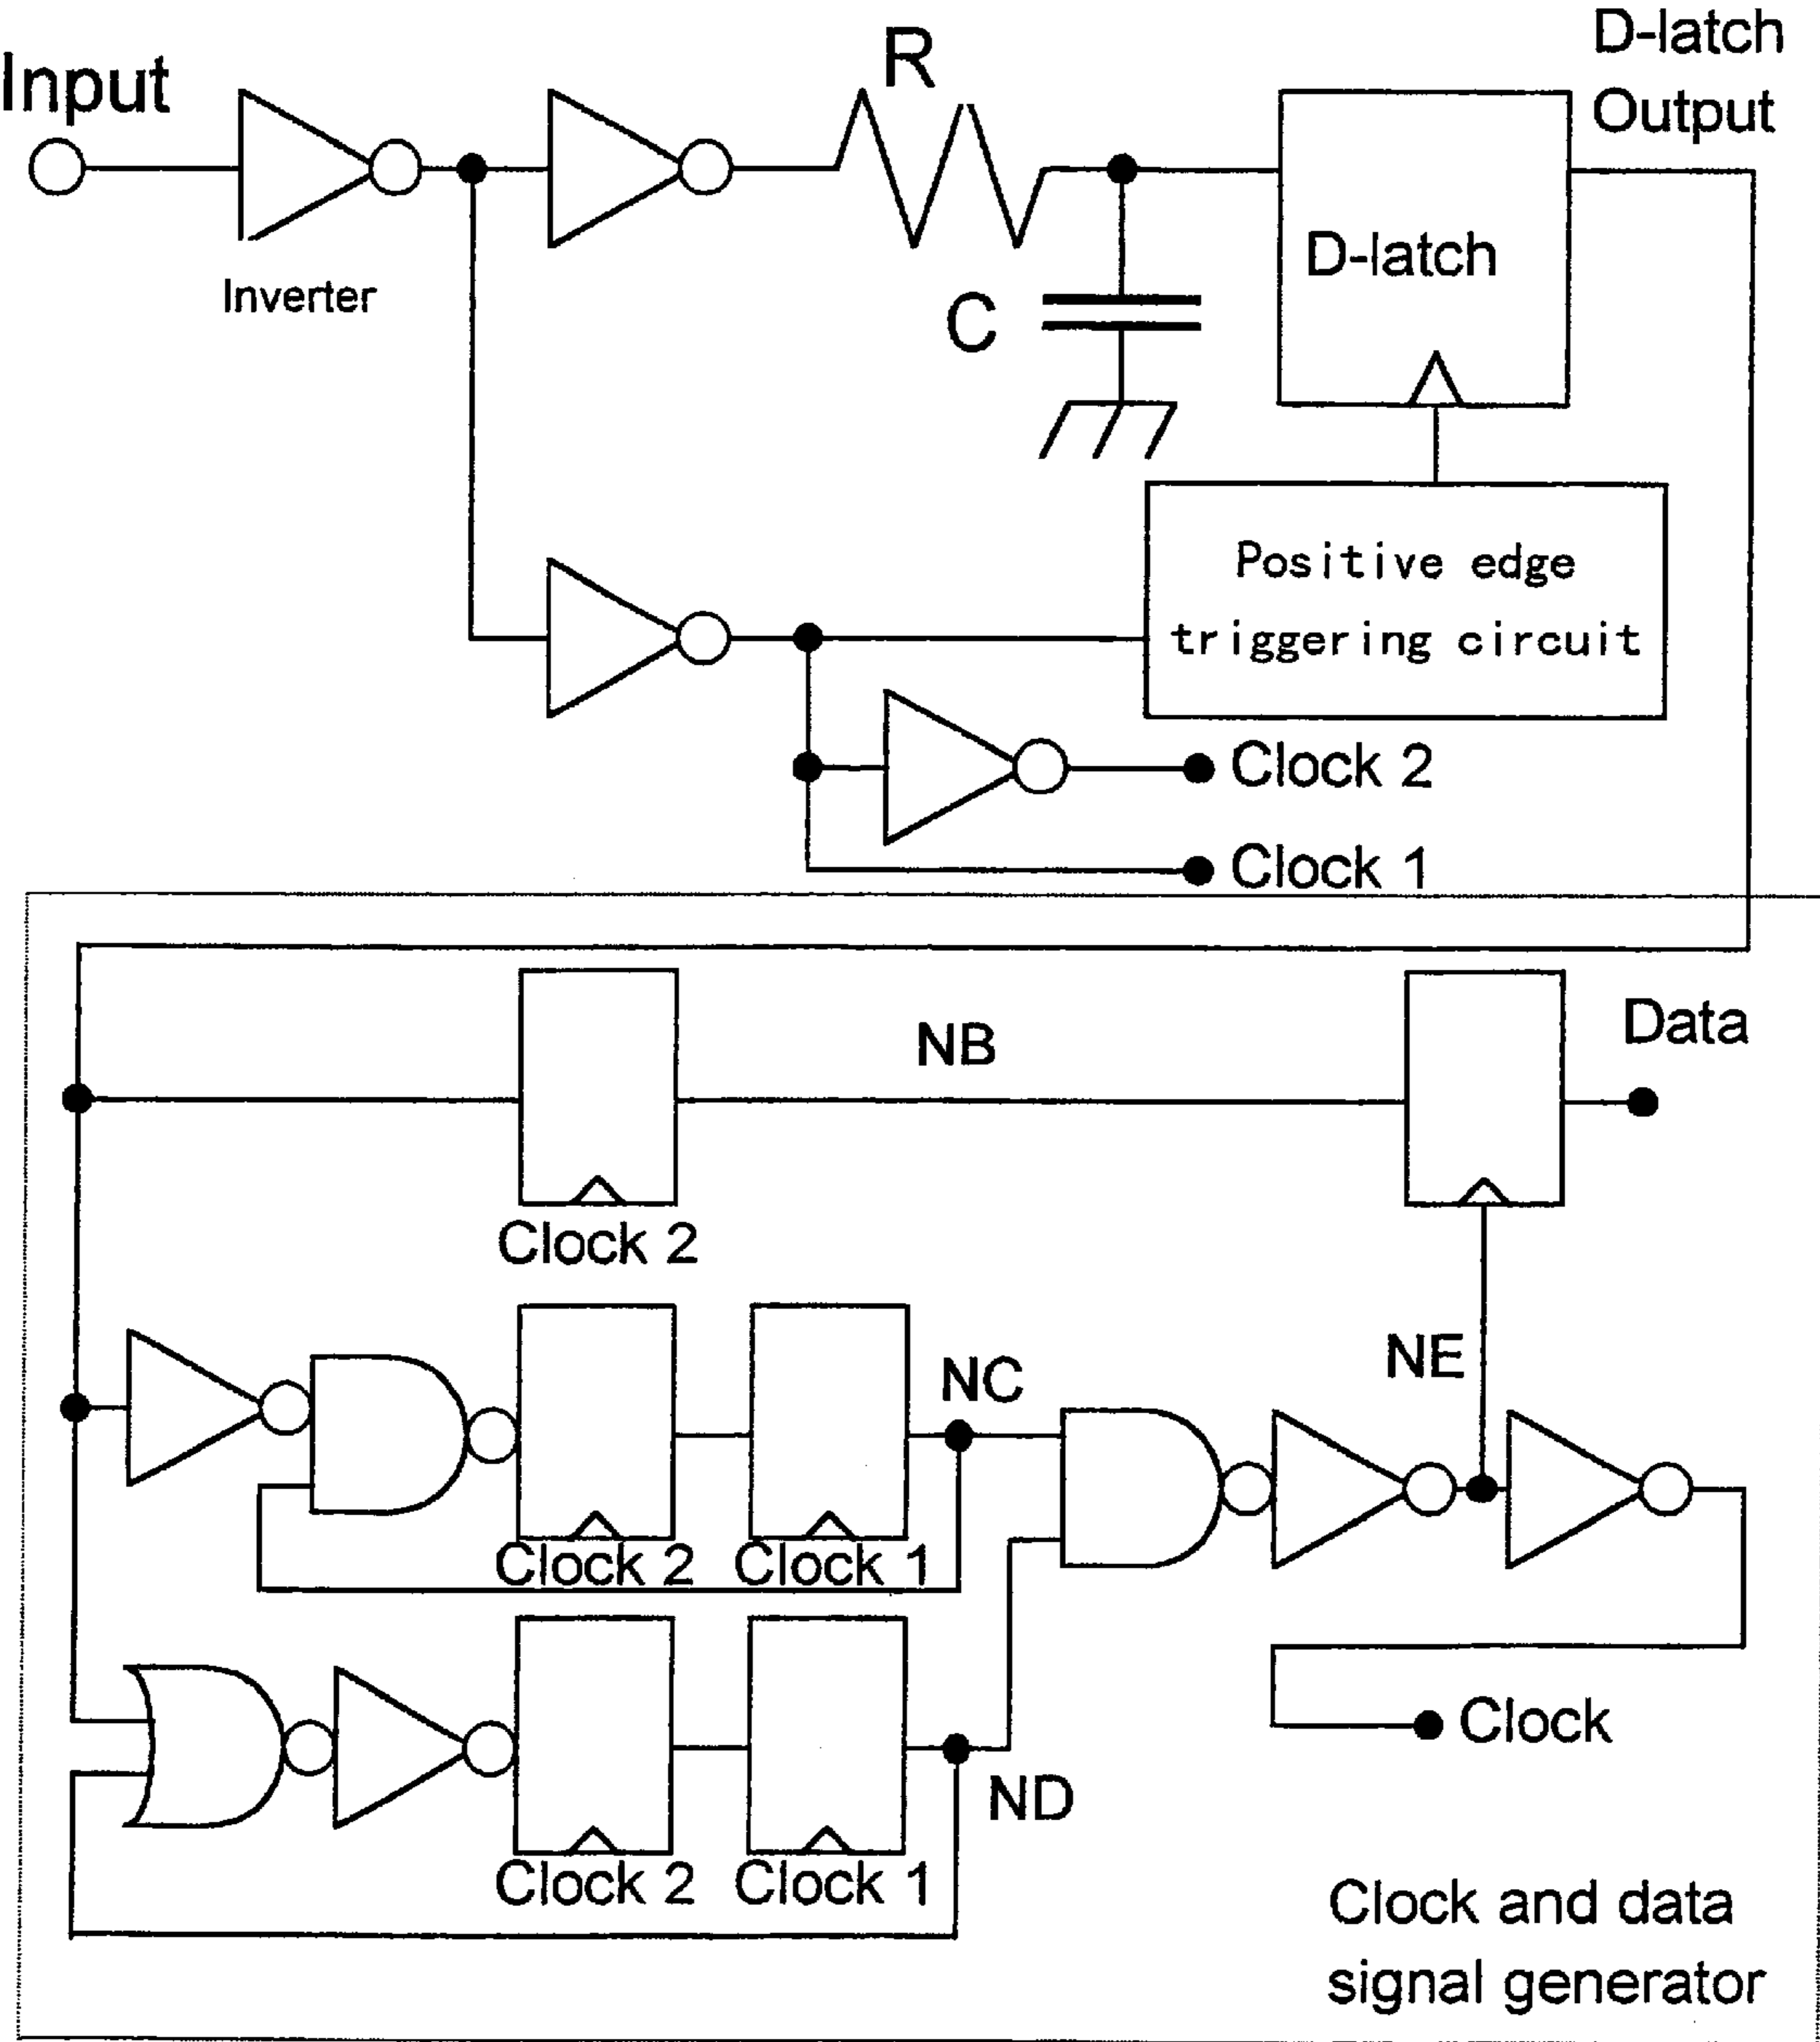 Input
R
D-latch
Output
Inverter
C
D-latch
Positive edge
triggering circuit
Clock 2
Clock 1
NB
Data
Clock 2
NC
NE
Clock 2
Clock 1
Clock
ND
Clock 2
Clock 1
Clock and data
signal generator